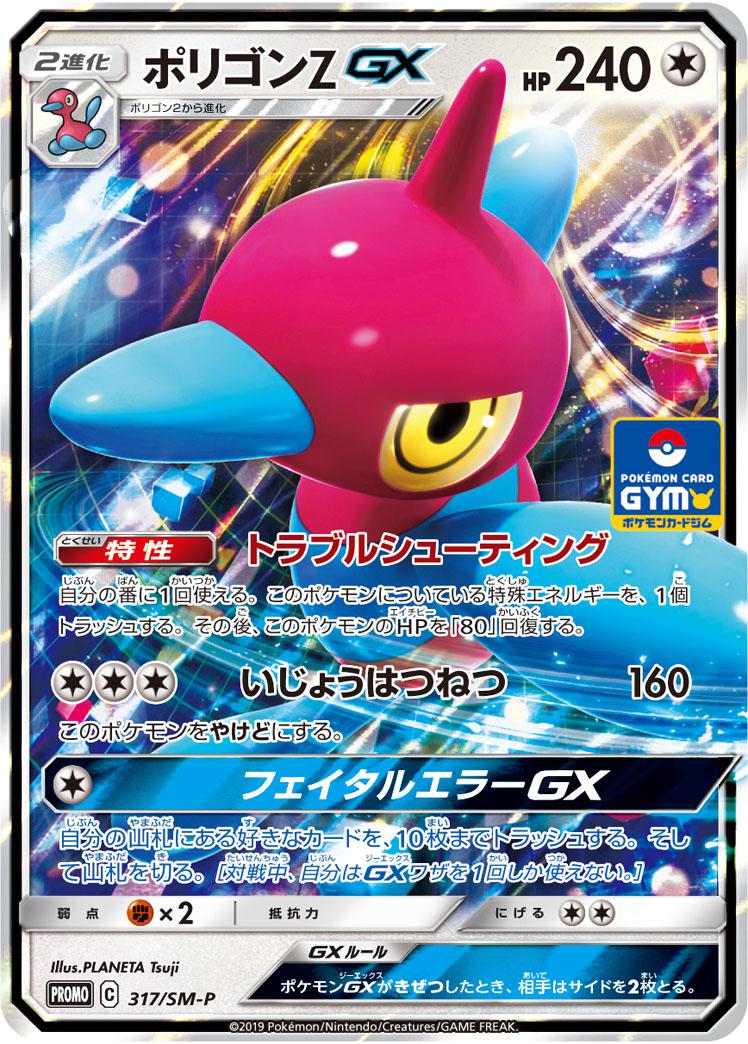 2進化
ポリゴンZ GX
HP 240
ポリゴン2から進化
POKÉMON CARD
GYM
ポケモンカードジム
とくせい
特性
トラブルシューティング
自分の番に1回使える。このポケモンについている特殊エネルギーを、1個
トラッシュする。その後、このポケモンのHPを「80」回復する。
いじょうはつねつ 160
このポケモンをやけどにする。
フェイタルエラーGX
自分の山札にある好きなカードを、10枚までトラッシュする。そし
て山札を切る。[対戦中、自分はGXワザを1回しか使えない。]
弱点 ×2 抵抗力 にげる
GXルール
ポケモンGXがきぜつしたとき、相手はサイドを2枚とる。
Illus.PLANETA Tsuji
PROMO C 317/SM-P
©2019 Pokémon/Nintendo/Creatures/GAME FREAK.